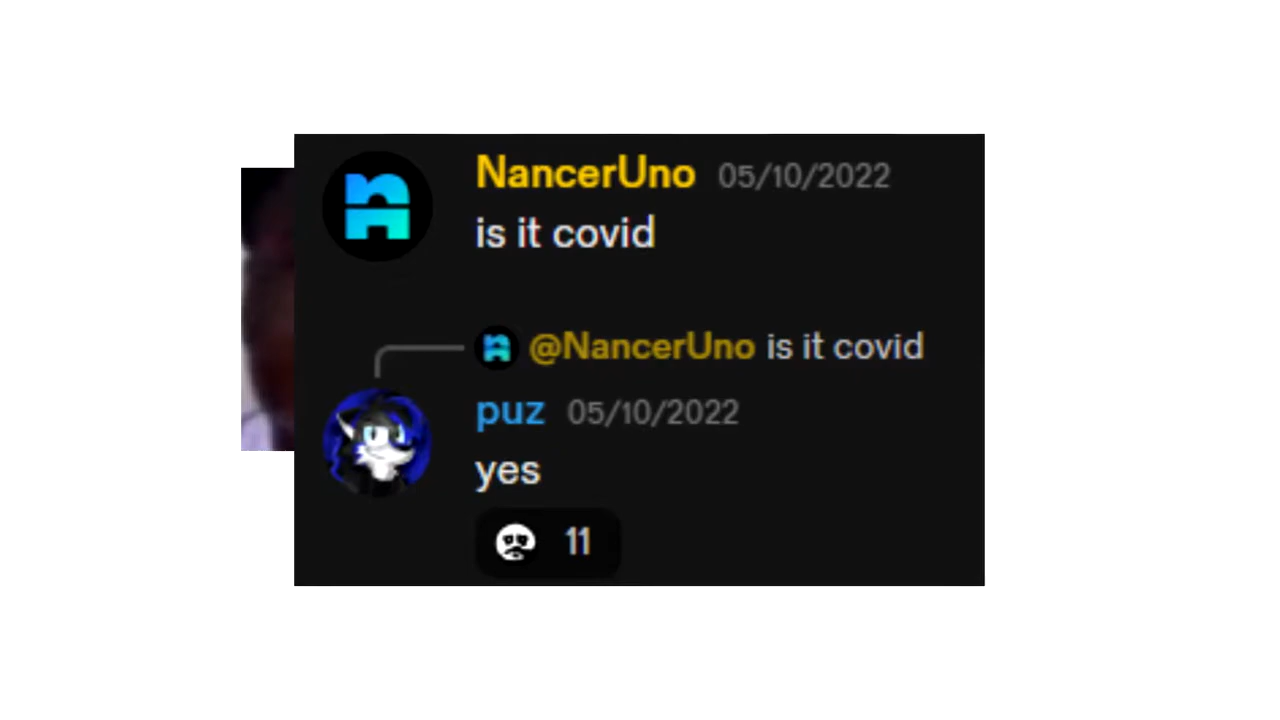 NancerUno 05/10/2022
is it covid
@NancerUno is it covid
puz 05/10/2022
yes
11